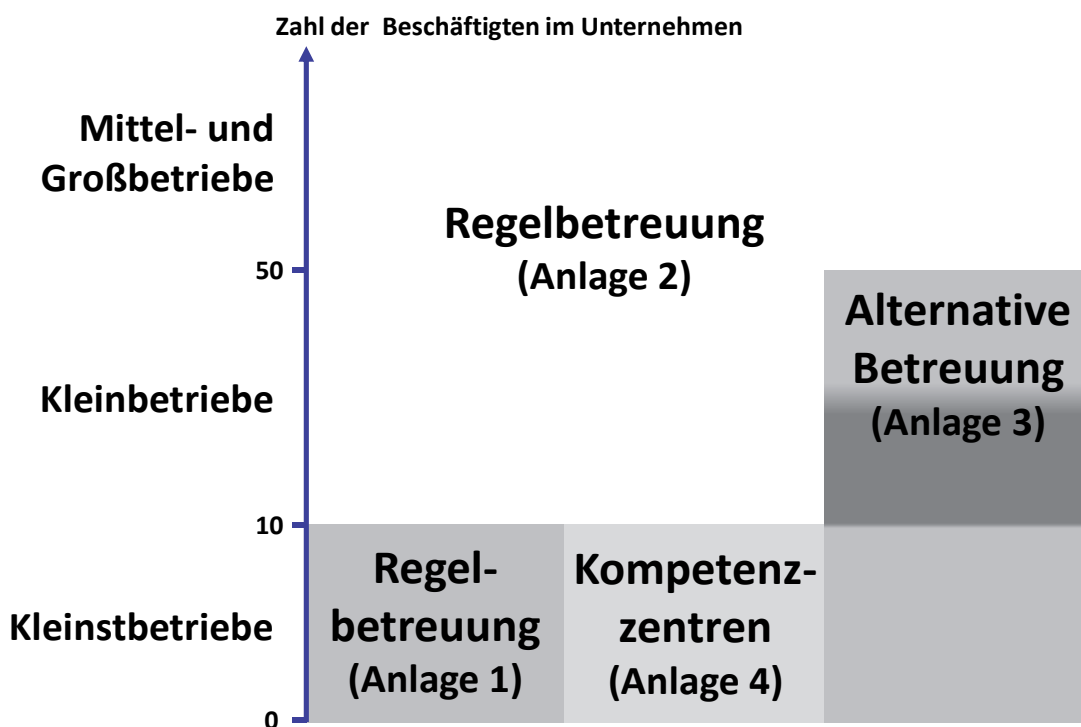 Zahl der  Beschäftigten im Unternehmen
Mittel- und
Großbetriebe
Regelbetreuung
(Anlage 2)
50
Alternative
Betreuung
(Anlage 3)
Kleinbetriebe
10
Regel-
betreuung
(Anlage 1)
Kompetenz-
zentren
(Anlage 4)
Kleinstbetriebe
0